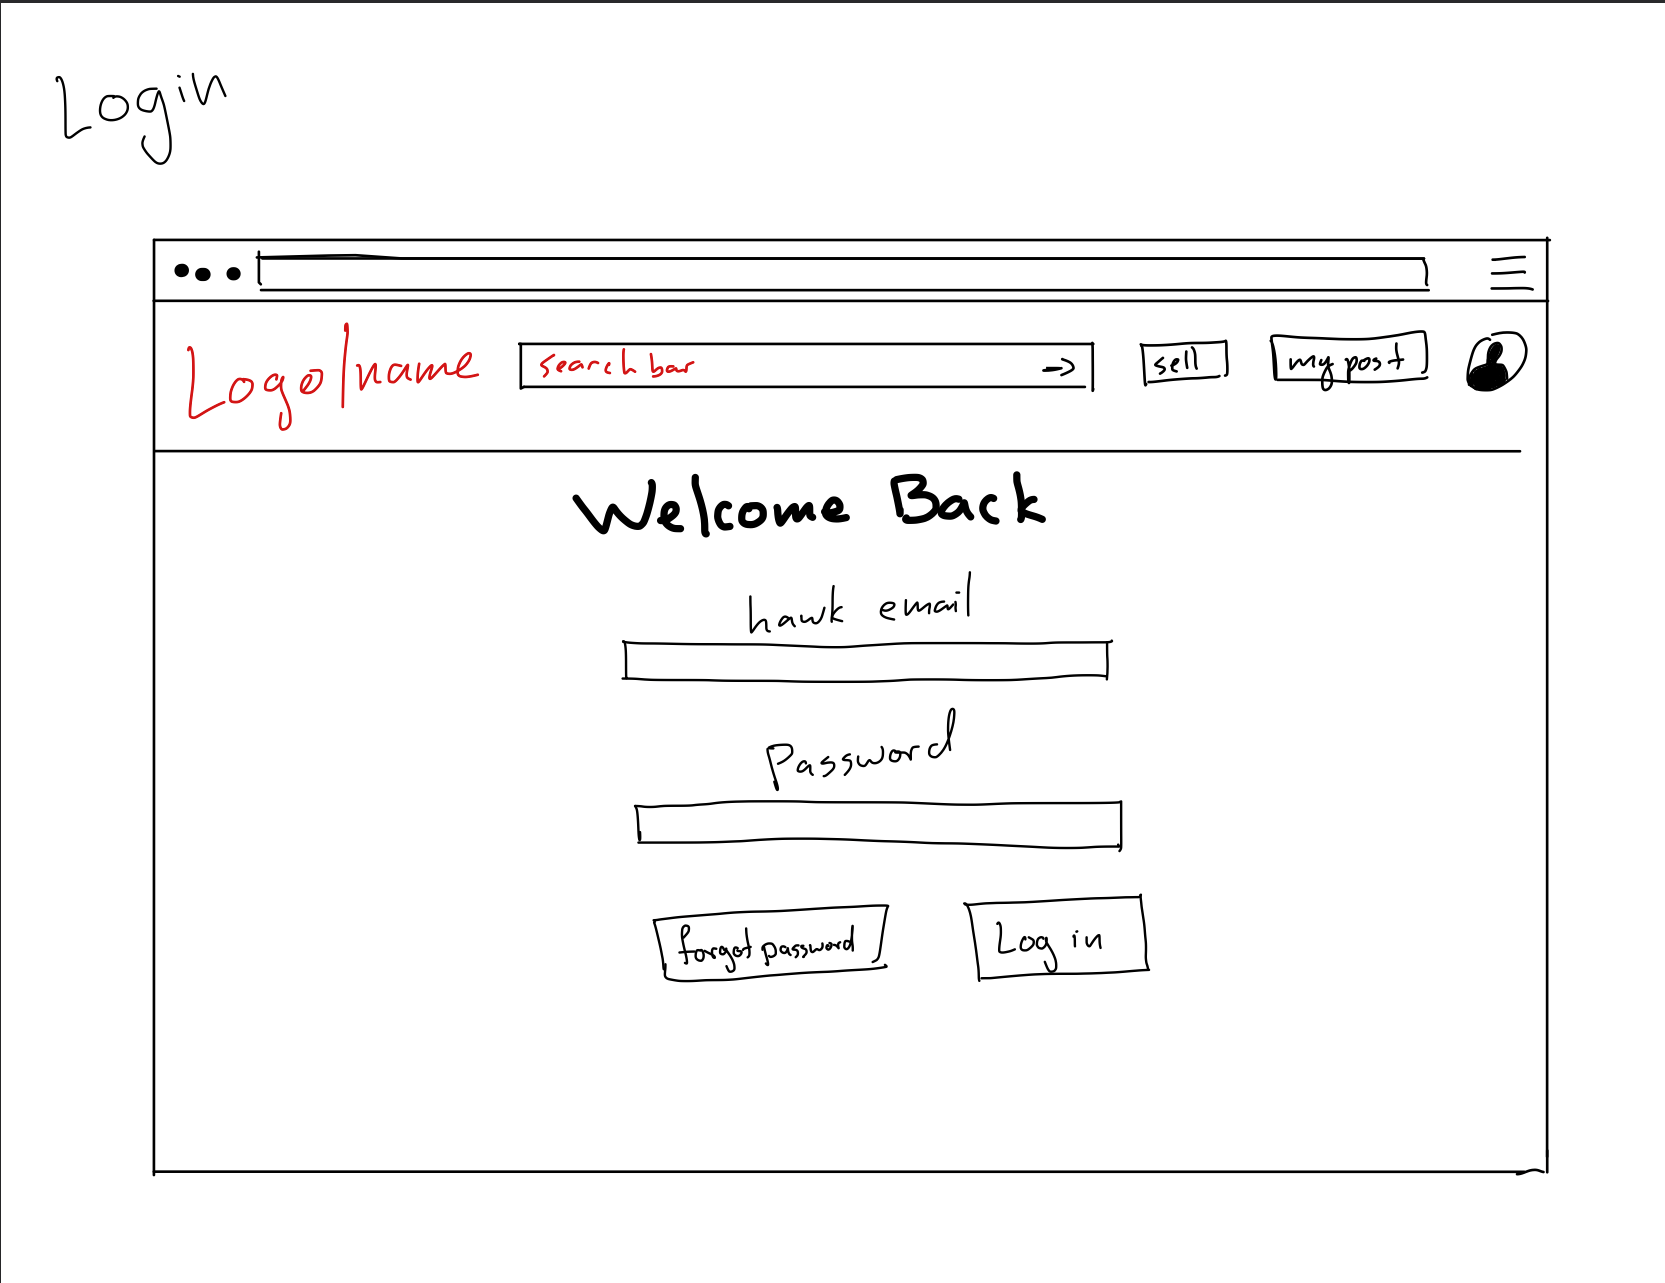 Login
Logo/name search bar -> sell my post
Welcome Back
hawk email
Password
forgot password Log in